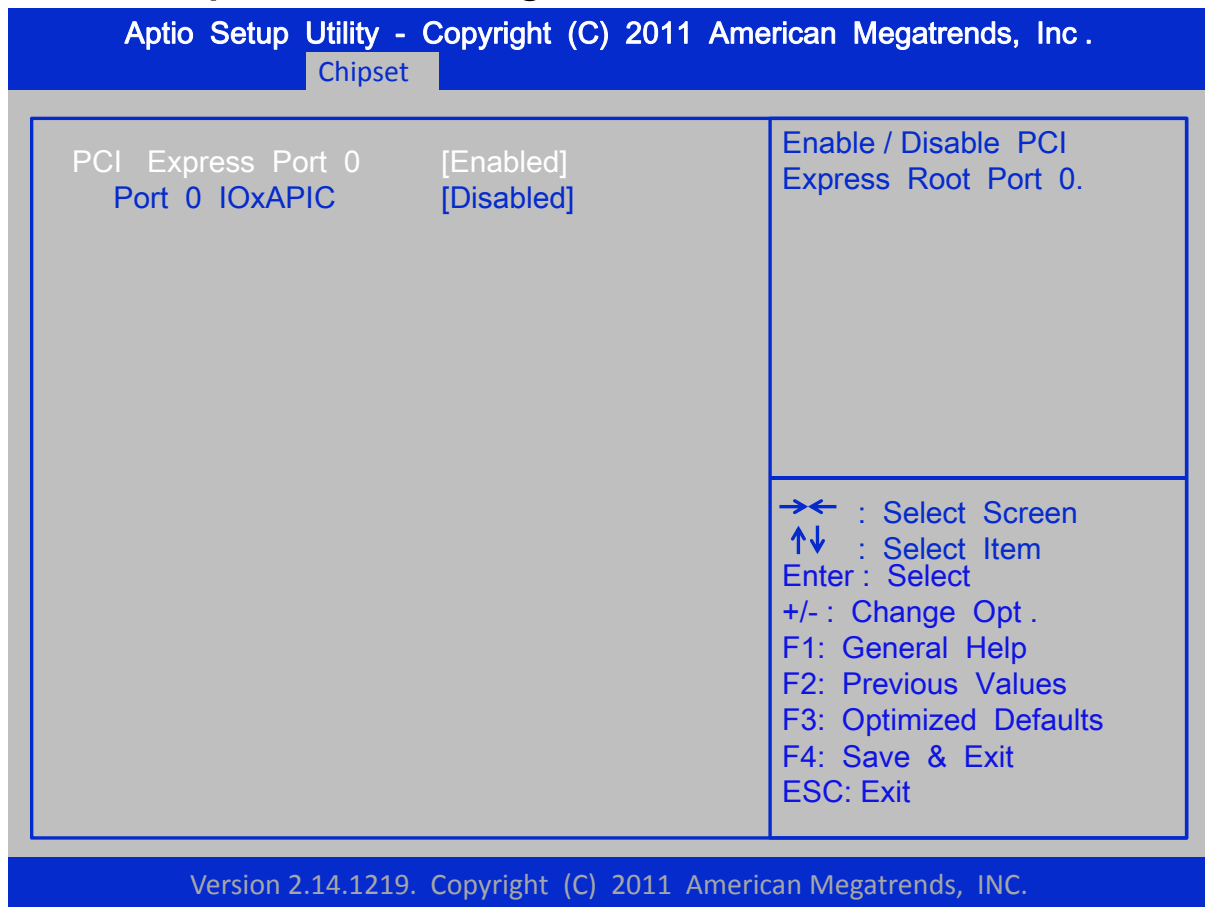 Aptio Setup Utility - Copyright (C) 2011 American Megatrends, Inc .
Chipset
PCI Express Port 0 [Enabled]
Port 0 IOxAPIC [Disabled]
Enable / Disable PCI
Express Root Port 0.
→← : Select Screen
↑↓ : Select Item
Enter : Select
+/- : Change Opt .
F1: General Help
F2: Previous Values
F3: Optimized Defaults
F4: Save & Exit
ESC: Exit
Version 2.14.1219. Copyright (C) 2011 American Megatrends, INC.